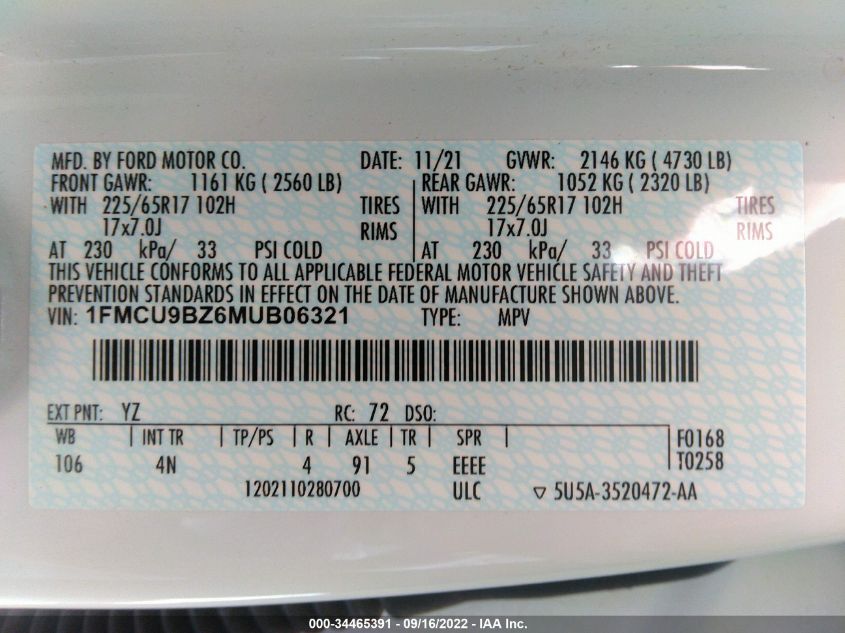 MFD. BY FORD MOTOR CO. DATE: 11/21 GVWR: 2146 KG ( 4730 LB)
FRONT GAWR: 1161 KG ( 2560 LB) REAR GAWR: 1052 KG ( 2320 LB)
WITH 225/65R17 102H TIRES WITH 225/65R17 102H TIRES
17x7.0J RIMS 17x7.0J RIMS
AT 230 kPa/ 33 PSI COLD AT 230 kPa/ 33 PSI COLD
THIS VEHICLE CONFORMS TO ALL APPLICABLE FEDERAL MOTOR VEHICLE SAFETY AND THEFT
PREVENTION STANDARDS IN EFFECT ON THE DATE OF MANUFACTURE SHOWN ABOVE.
VIN: 1FMCU9BZ6MUB06321 TYPE: MPV
EXT PNT: YZ RC: 72 DSO:
WB INT TR TP/PS R AXLE TR SPR F0168
106 4N 4 91 5 EEEE T0258
1202110280700 ULC 5U5A-3520472-AA
000-34465391 - 09/16/2022 - IAA Inc.